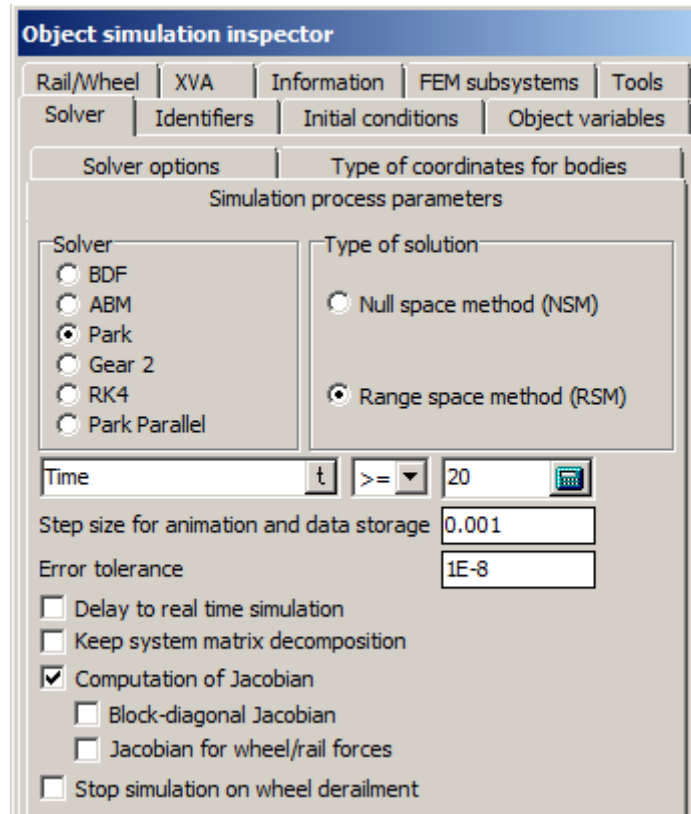 Object simulation inspector
Rail/Wheel XVA Information FEM subsystems Tools
Solver Identifiers Initial conditions Object variables
Solver options Type of coordinates for bodies
Simulation process parameters
Solver Type of solution
BDF
ABM Null space method (NSM)
Park
Gear 2
RK4 Range space method (RSM)
Park Parallel
Time t >= 20
Step size for animation and data storage 0.001
Error tolerance 1E-8
Delay to real time simulation
Keep system matrix decomposition
Computation of Jacobian
Block-diagonal Jacobian
Jacobian for wheel/rail forces
Stop simulation on wheel derailment